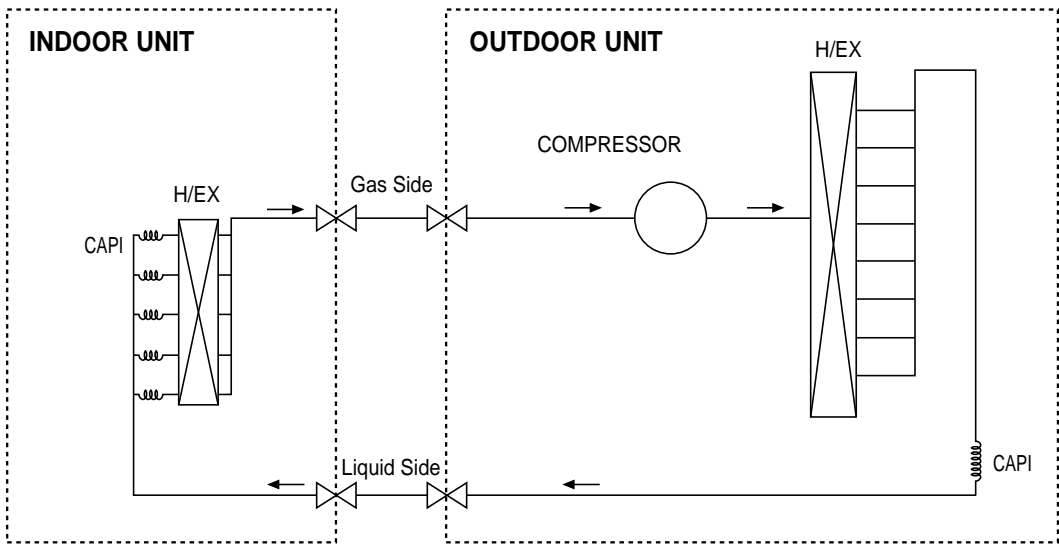 INDOOR UNIT
OUTDOOR UNIT
H/EX
COMPRESSOR
Gas Side
H/EX
CAPI
Liquid Side
CAPI